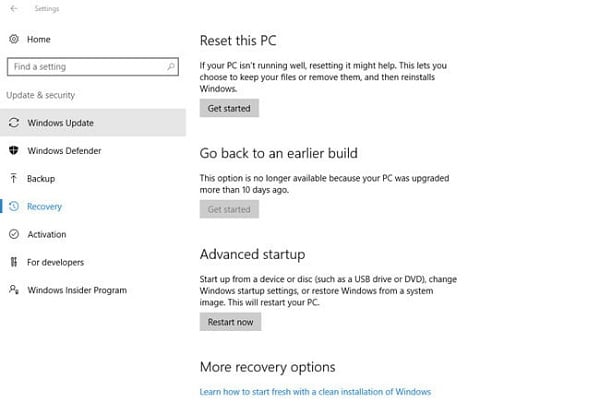 Settings
Home
Find a setting
Update & security
Windows Update
Windows Defender
Backup
Recovery
Activation
For developers
Windows Insider Program
Reset this PC
If your PC isn't running well, resetting it might help. This lets you
choose to keep your files or remove them, and then reinstalls
Windows.
Get started
Go back to an earlier build
This option is no longer available because your PC was upgraded
more than 10 days ago.
Get started
Advanced startup
Start up from a device or disc (such as a USB drive or DVD), change
Windows startup settings, or restore Windows from a system
image. This will restart your PC.
Restart now
More recovery options
Learn how to start fresh with a clean installation of Windows